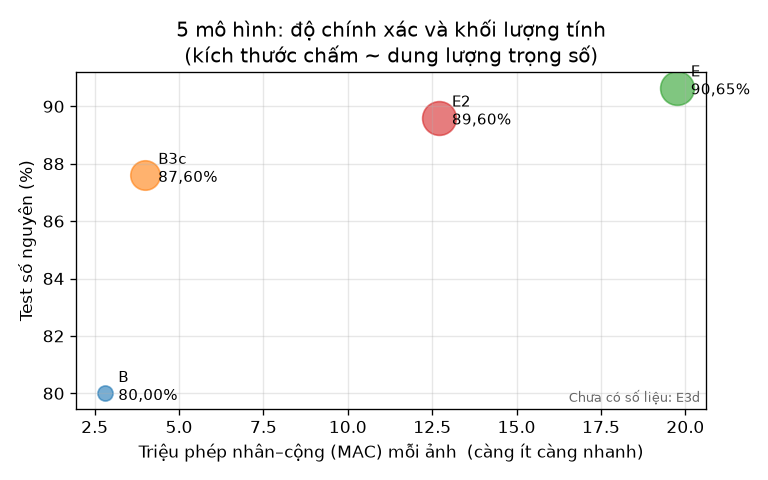 5 mô hình: độ chính xác và khối lượng tính
(kích thước chấm ~ dung lượng trọng số)
E
90,65%
E2
89,60%
B3c
87,60%
B
80,00%
Chưa có số liệu: E3d
Test số nguyên (%)
90
88
86
84
82
80
2.5 5.0 7.5 10.0 12.5 15.0 17.5 20.0
Triệu phép nhân–cộng (MAC) mỗi ảnh (càng ít càng nhanh)